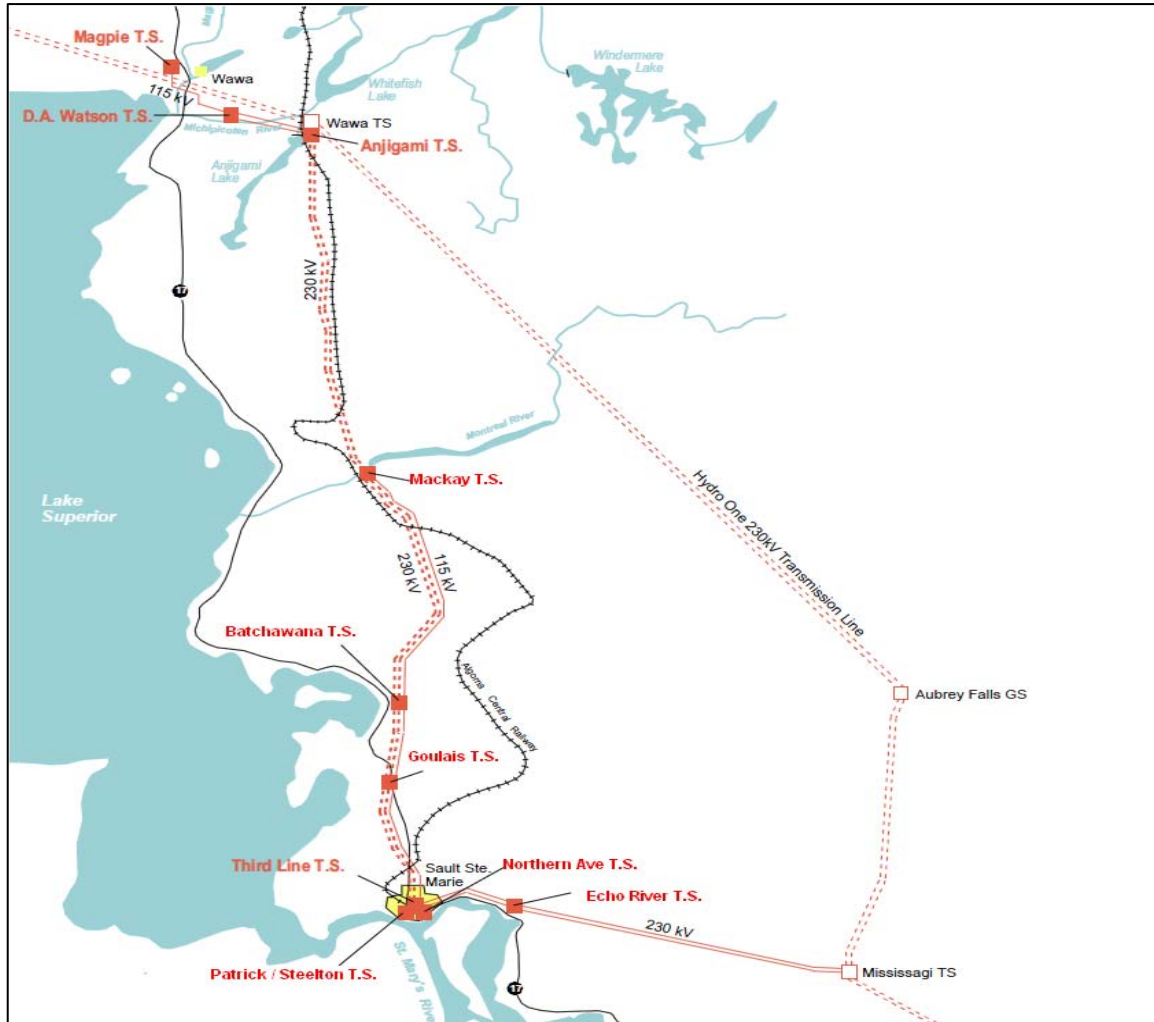 Magpie T.S.
Wawa
115 kV
D.A. Watson T.S.
Michipicoten River
Whitefish
Lake
Wawa TS
Anjigami T.S.
Anjigami
Lake
Windermere
Lake
230 kV
17
Montreal River
Mackay T.S.
Lake
Superior
115 kV
230 kV
Hydro One 230kV Transmission Line
Batchawana T.S.
Algoma Central Railway
Aubrey Falls GS
Goulais T.S.
Third Line T.S.
Sault Ste.
Marie
Northern Ave T.S.
Echo River T.S.
230 kV
Patrick / Steelton T.S.
St. Mary's River
17
Mississagi TS